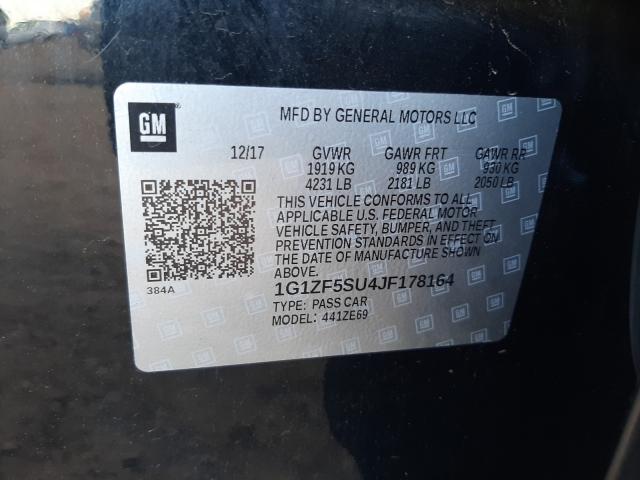 GM
MFD BY GENERAL MOTORS LLC
12/17 GVWR GAWR FRT GAWR RR
1919 KG 989 KG 930 KG
4231 LB 2181 LB 2050 LB
THIS VEHICLE CONFORMS TO ALL
APPLICABLE U.S. FEDERAL MOTOR
VEHICLE SAFETY, BUMPER, AND THEFT
PREVENTION STANDARDS IN EFFECT ON
THE DATE OF MANUFACTURE SHOWN
ABOVE.
384A
1G1ZF5SU4JF178164
TYPE: PASS CAR
MODEL: 441ZE69